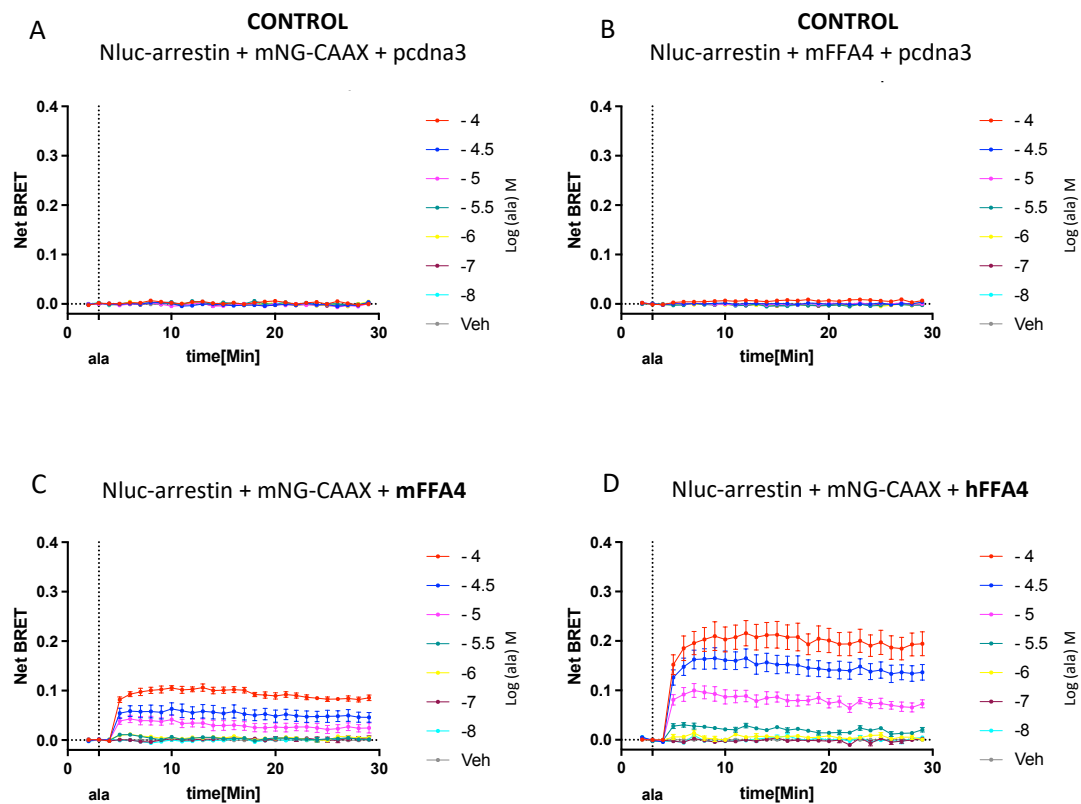 A
CONTROL
Nluc-arrestin + mNG-CAAX + pcdna3
0.4
0.3
0.2
0.1
0.0
Net BRET
0 10 20 30
ala
time[Min]
- 4
- 4.5
- 5
- 5.5
-6
-7
-8
Veh
Log (ala) M
B
CONTROL
Nluc-arrestin + mFFA4 + pcdna3
0.4
0.3
0.2
0.1
0.0
Net BRET
0 10 20 30
ala
time[Min]
- 4
- 4.5
- 5
- 5.5
-6
-7
-8
Veh
Log (ala) M
C
Nluc-arrestin + mNG-CAAX + mFFA4
0.4
0.3
0.2
0.1
0.0
Net BRET
0 10 20 30
ala
time[Min]
- 4
- 4.5
- 5
- 5.5
-6
-7
-8
Veh
Log (ala) M
D
Nluc-arrestin + mNG-CAAX + hFFA4
0.4
0.3
0.2
0.1
0.0
Net BRET
0 10 20 30
ala
time[Min]
- 4
- 4.5
- 5
- 5.5
-6
-7
-8
Veh
Log (ala) M